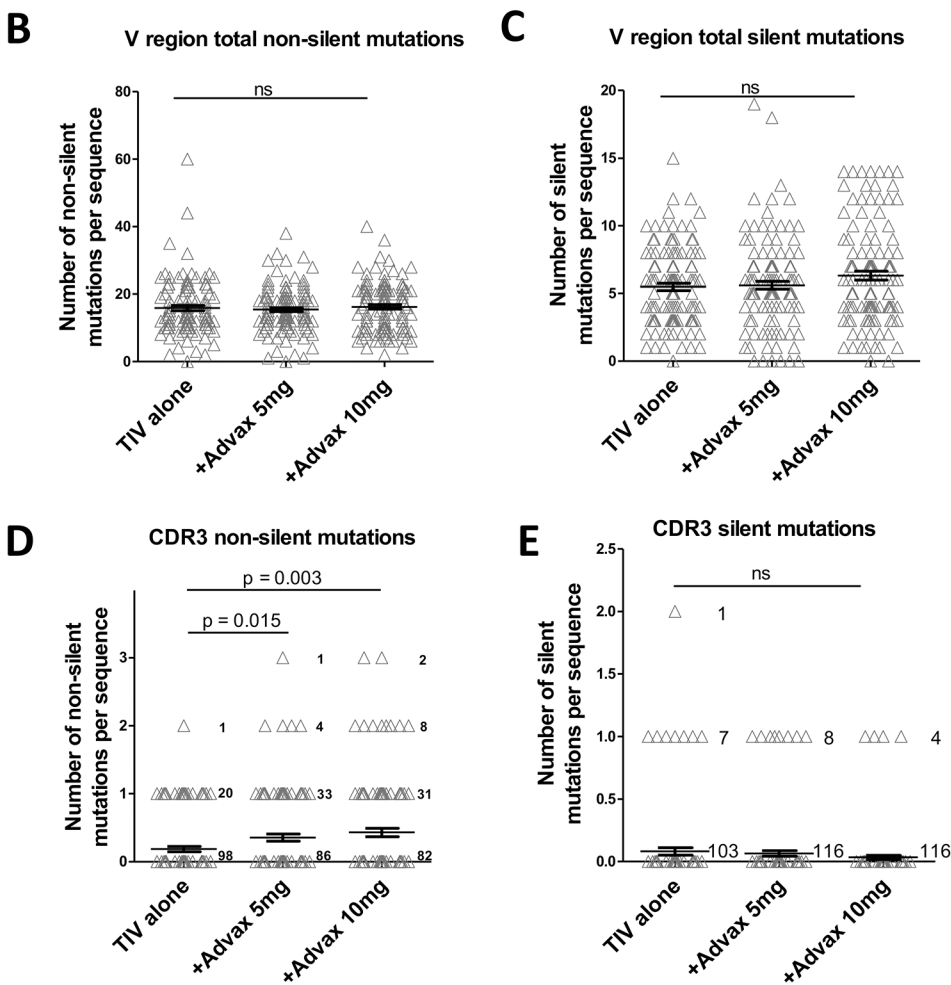 B
V region total non-silent mutations
Number of non-silent
mutations per sequence
80
60
40
20
0
ns
TIV alone
+Advax 5mg
+Advax 10mg
C
V region total silent mutations
Number of silent
mutations per sequence
20
15
10
5
0
ns
TIV alone
+Advax 5mg
+Advax 10mg
D
CDR3 non-silent mutations
Number of non-silent
mutations per sequence
3
2
1
0
p = 0.003
p = 0.015
1
2
1
4
8
20
33
31
98
86
82
TIV alone
+Advax 5mg
+Advax 10mg
E
CDR3 silent mutations
Number of silent
mutations per sequence
2.5
2.0
1.5
1.0
0.5
0.0
ns
1
7
8
4
103
116
116
TIV alone
+Advax 5mg
+Advax 10mg